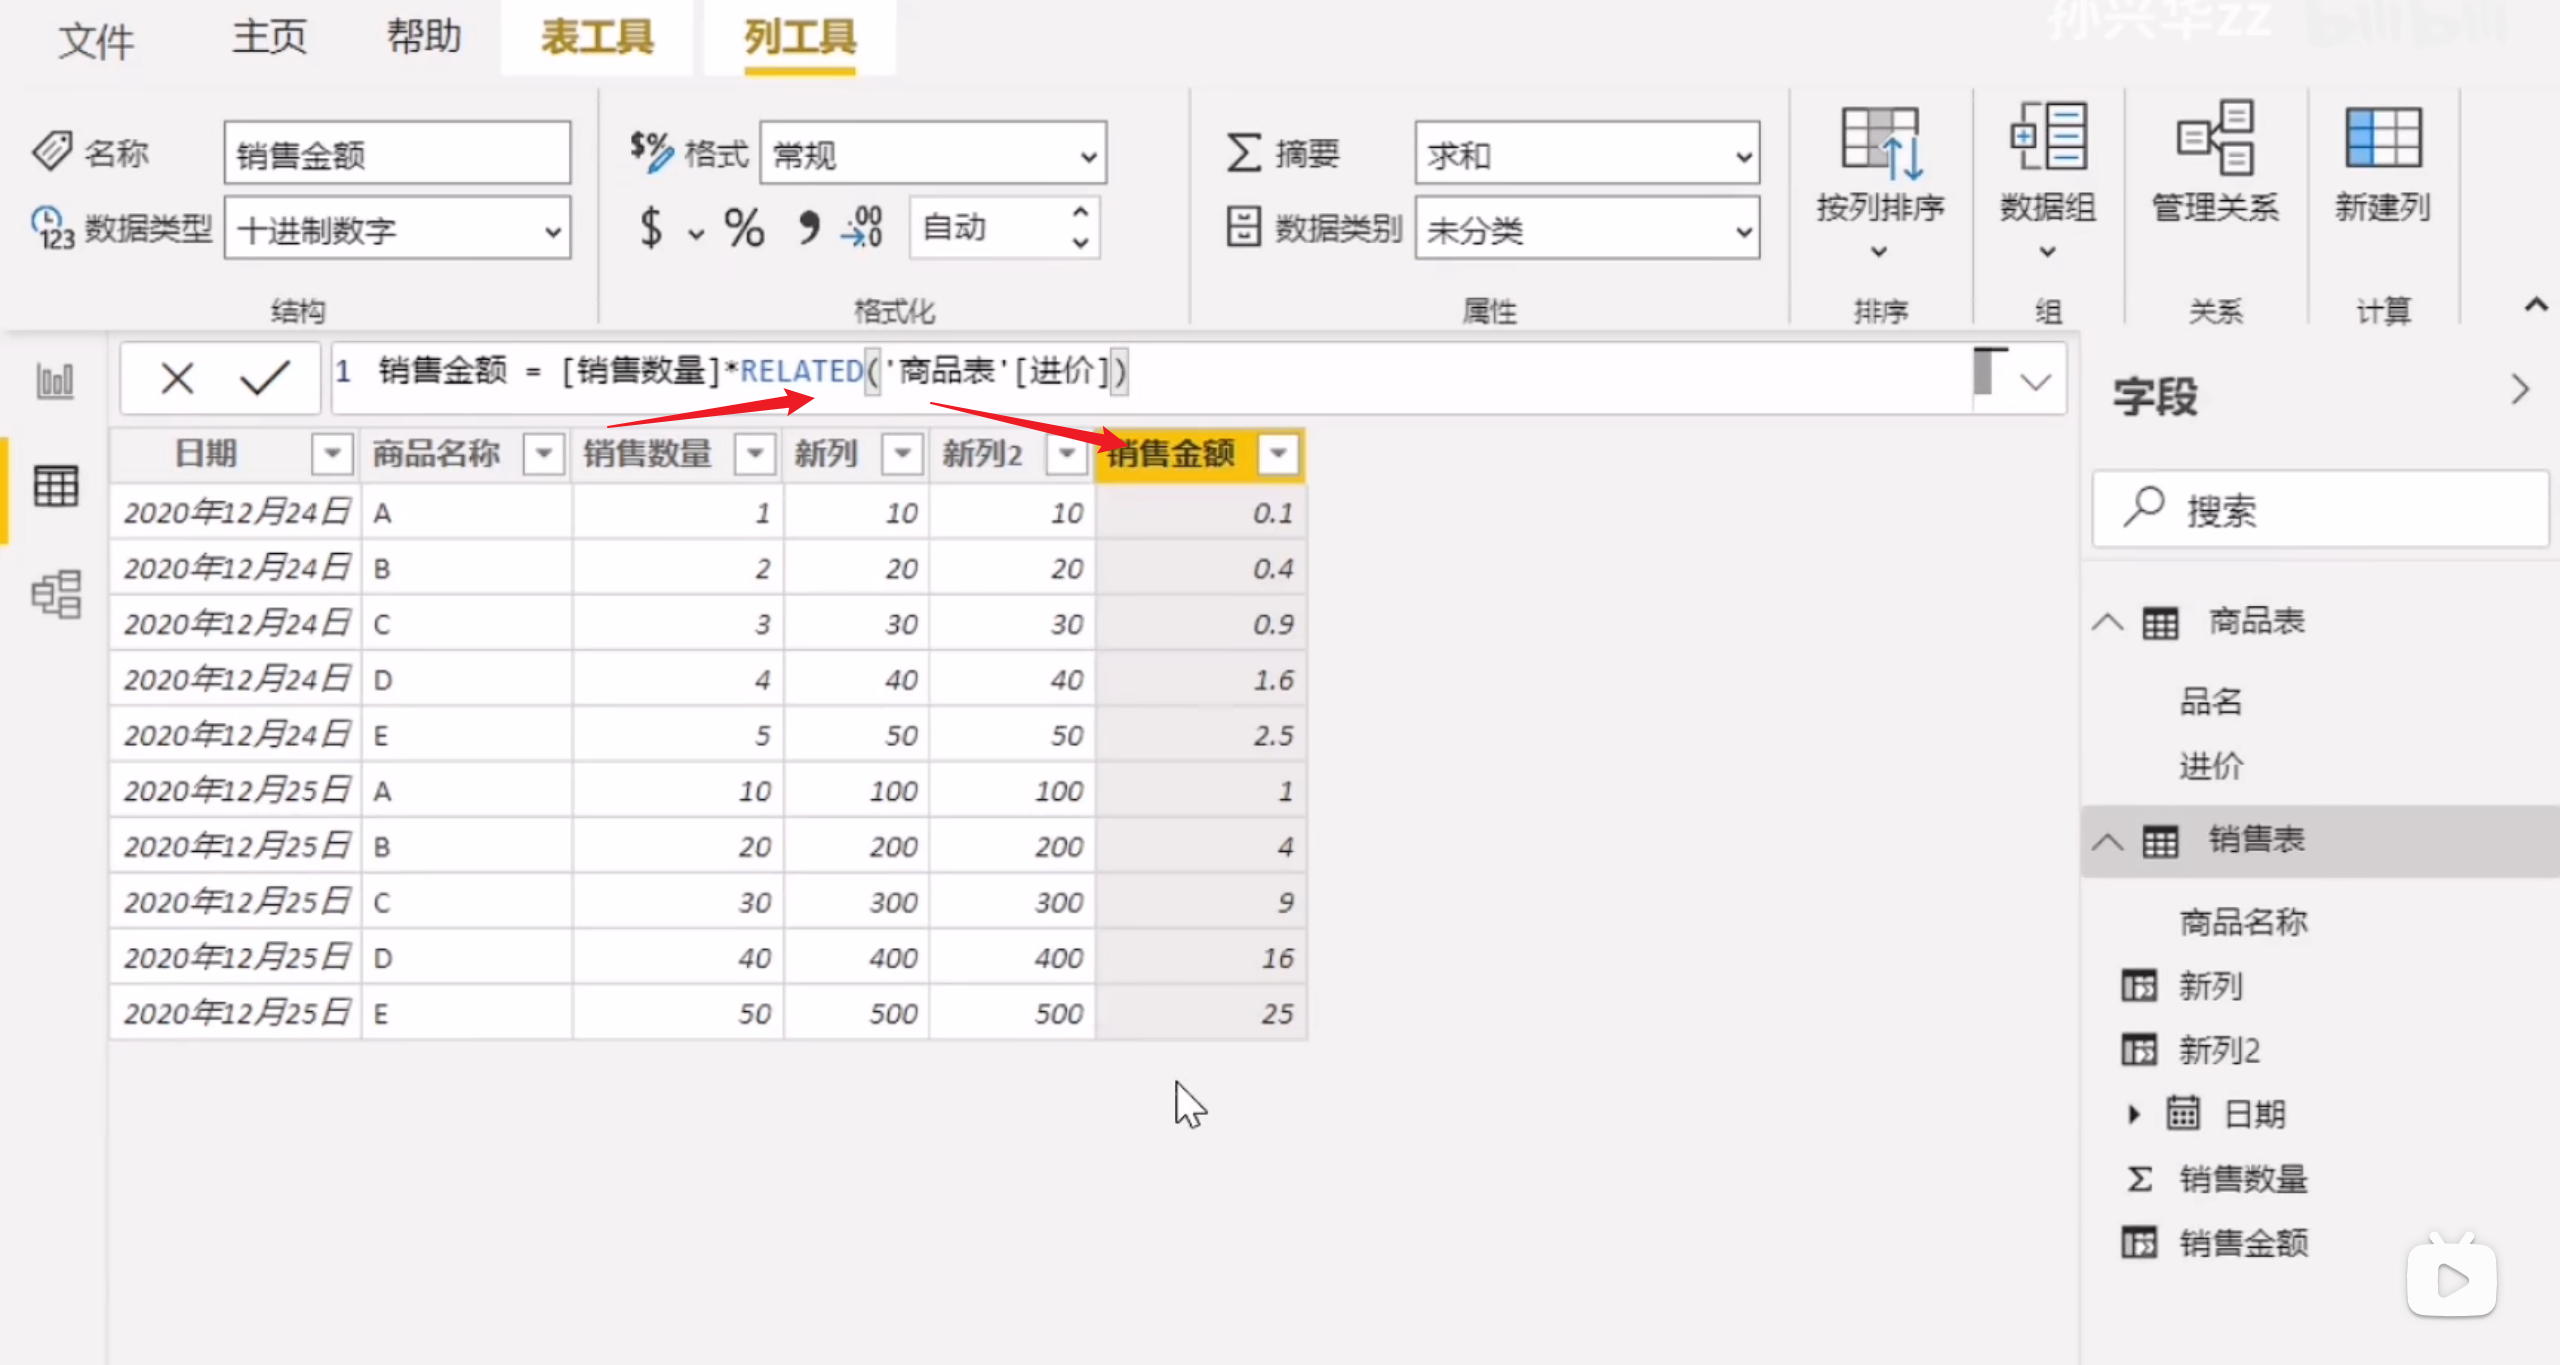 孙兴华zz bilibili
文件 主页 帮助 表工具 列工具
名称 销售金额
数据类型 十进制数字
结构
$% 格式 常规
$ % , .00 .0 自动
格式化
摘要 求和
数据类别 未分类
属性
按列排序
排序
数据组
组
管理关系
关系
新建列
计算
1 销售金额 = [销售数量]*RELATED('商品表'[进价])
日期 商品名称 销售数量 新列 新列2 销售金额
2020年12月24日 A 1 10 10 0.1
2020年12月24日 B 2 20 20 0.4
2020年12月24日 C 3 30 30 0.9
2020年12月24日 D 4 40 40 1.6
2020年12月24日 E 5 50 50 2.5
2020年12月25日 A 10 100 100 1
2020年12月25日 B 20 200 200 4
2020年12月25日 C 30 300 300 9
2020年12月25日 D 40 400 400 16
2020年12月25日 E 50 500 500 25
字段
搜索
商品表
品名
进价
销售表
商品名称
新列
新列2
日期
Σ 销售数量
销售金额